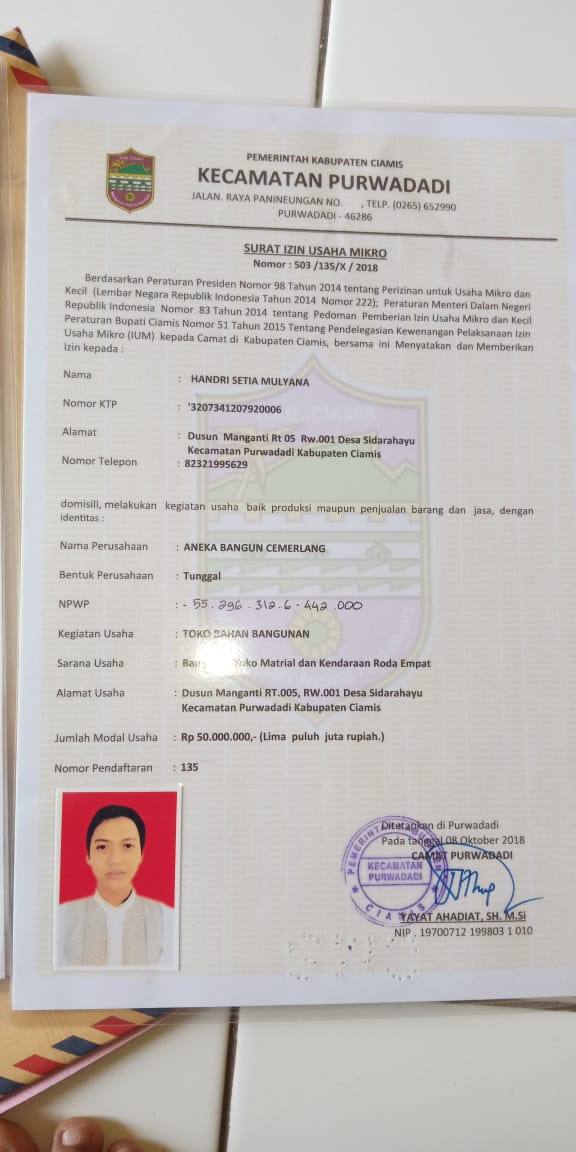 PEMERINTAH KABUPATEN CIAMIS
KECAMATAN PURWADADI
JALAN. RAYA PANINEUNGAN NO. , TELP. (0265) 652990
PURWADADI - 46286
SURAT IZIN USAHA MIKRO
Nomor : 503 /135/X / 2018
Berdasarkan Peraturan Presiden Nomor 98 Tahun 2014 tentang Perizinan untuk Usaha Mikro dan
Kecil (Lembar Negara Republik Indonesia Tahun 2014 Nomor 222); Peraturan Menteri Dalam Negeri
Republik Indonesia Nomor 83 Tahun 2014 tentang Pedoman Pemberian Izin Usaha Mikro dan Kecil
Peraturan Bupati Ciamis Nomor 51 Tahun 2015 Tentang Pendelegasian Kewenangan Pelaksanaan Izin
Usaha Mikro (IUM) kepada Camat di Kabupaten Ciamis, bersama ini Menyatakan dan Memberikan
Izin kepada :
Nama : HANDRI SETIA MULYANA
Nomor KTP : '3207341207920006
Alamat : Dusun Manganti Rt 05 Rw.001 Desa Sidarahayu
Kecamatan Purwadadi Kabupaten Ciamis
Nomor Telepon : 82321995629
domisili, melakukan kegiatan usaha baik produksi maupun penjualan barang dan jasa, dengan
identitas :
Nama Perusahaan : ANEKA BANGUN CEMERLANG
Bentuk Perusahaan : Tunggal
NPWP : - 55.296.312.6-442.000
Kegiatan Usaha : TOKO BAHAN BANGUNAN
Sarana Usaha : Matrial dan Kendaraan Roda Empat
Alamat Usaha : Dusun Manganti RT.005, RW.001 Desa Sidarahayu
Kecamatan Purwadadi Kabupaten Ciamis
Jumlah Modal Usaha : Rp 50.000.000,- (Lima puluh juta rupiah.)
Nomor Pendaftaran : 135
Ditetapkan di Purwadadi
Pada tanggal 08 Oktober 2018
CAMAT PURWADADI
KECAMATAN
PURWADADI
CIAMIS
YAYAT AHADIAT, SH. M.Si
NIP . 19700712 199803 1 010